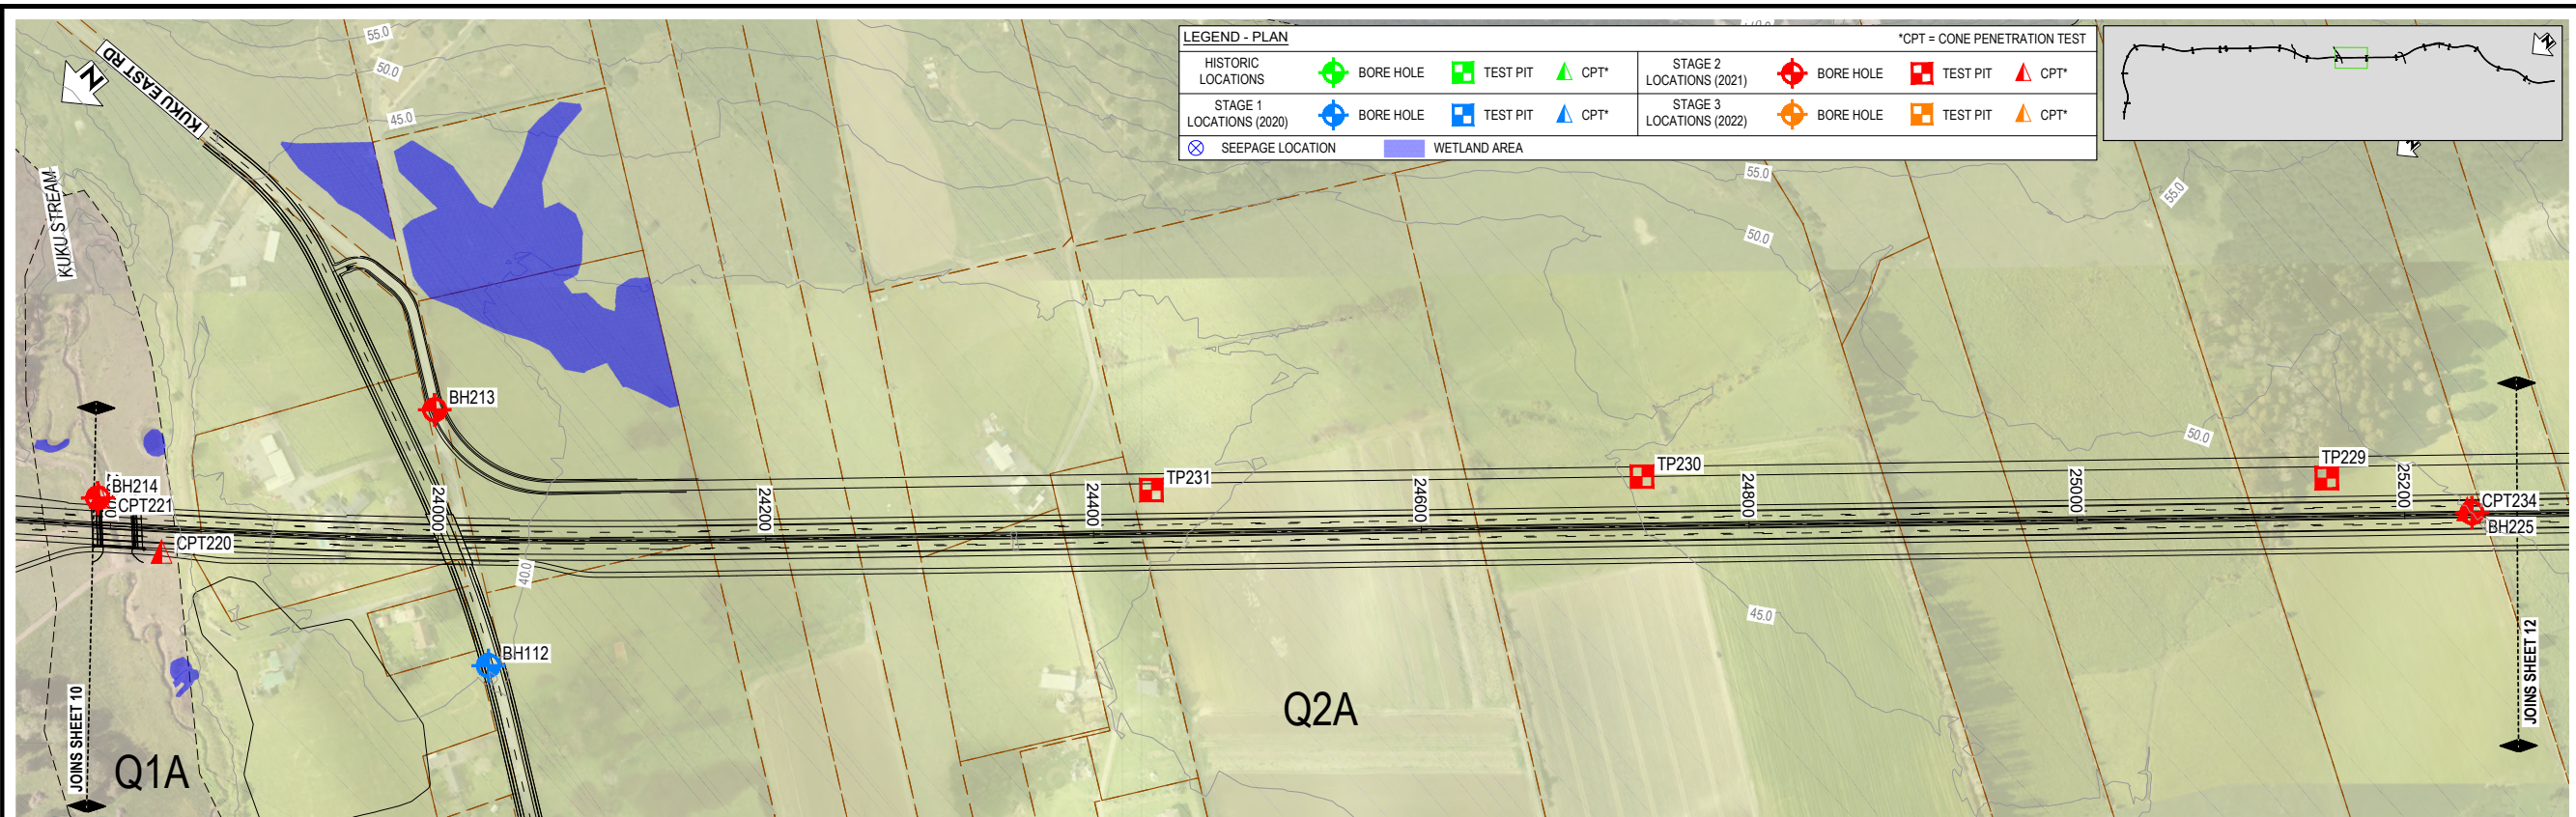 LEGEND - PLAN
*CPT = CONE PENETRATION TEST
HISTORIC
LOCATIONS
BORE HOLE
TEST PIT
CPT*
STAGE 2
LOCATIONS (2021)
BORE HOLE
TEST PIT
CPT*
STAGE 1
LOCATIONS (2020)
BORE HOLE
TEST PIT
CPT*
STAGE 3
LOCATIONS (2022)
BORE HOLE
TEST PIT
CPT*
SEEPAGE LOCATION
WETLAND AREA
N
N
N
KUKU EAST RD
KUKU STREAM
55.0
50.0
45.0
55.0
50.0
55.0
50.0
45.0
40.0
BH213
BH214
CPT221
CPT220
BH112
TP231
TP230
TP229
CPT234
BH225
24000
24200
24400
24600
24800
25000
25200
JOINS SHEET 10
JOINS SHEET 12
Q1A
Q2A